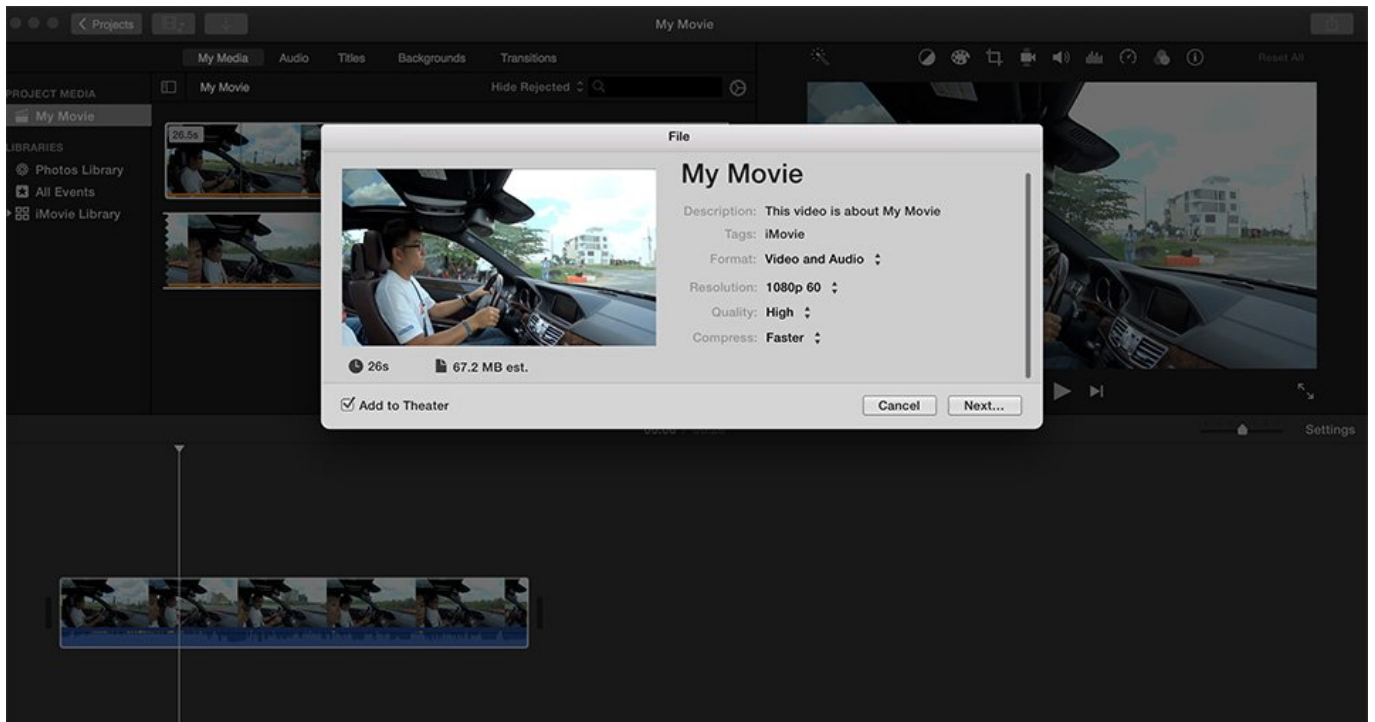 Projects
My Movie
My Media Audio Titles Backgrounds Transitions
Reset All
PROJECT MEDIA
My Movie
Hide Rejected
My Movie
LIBRARIES
Photos Library
All Events
iMovie Library
26.5s
File
My Movie
Description: This video is about My Movie
Tags: iMovie
Format: Video and Audio
Resolution: 1080p 60
Quality: High
Compress: Faster
26s
67.2 MB est.
Add to Theater
Cancel
Next...
Settings